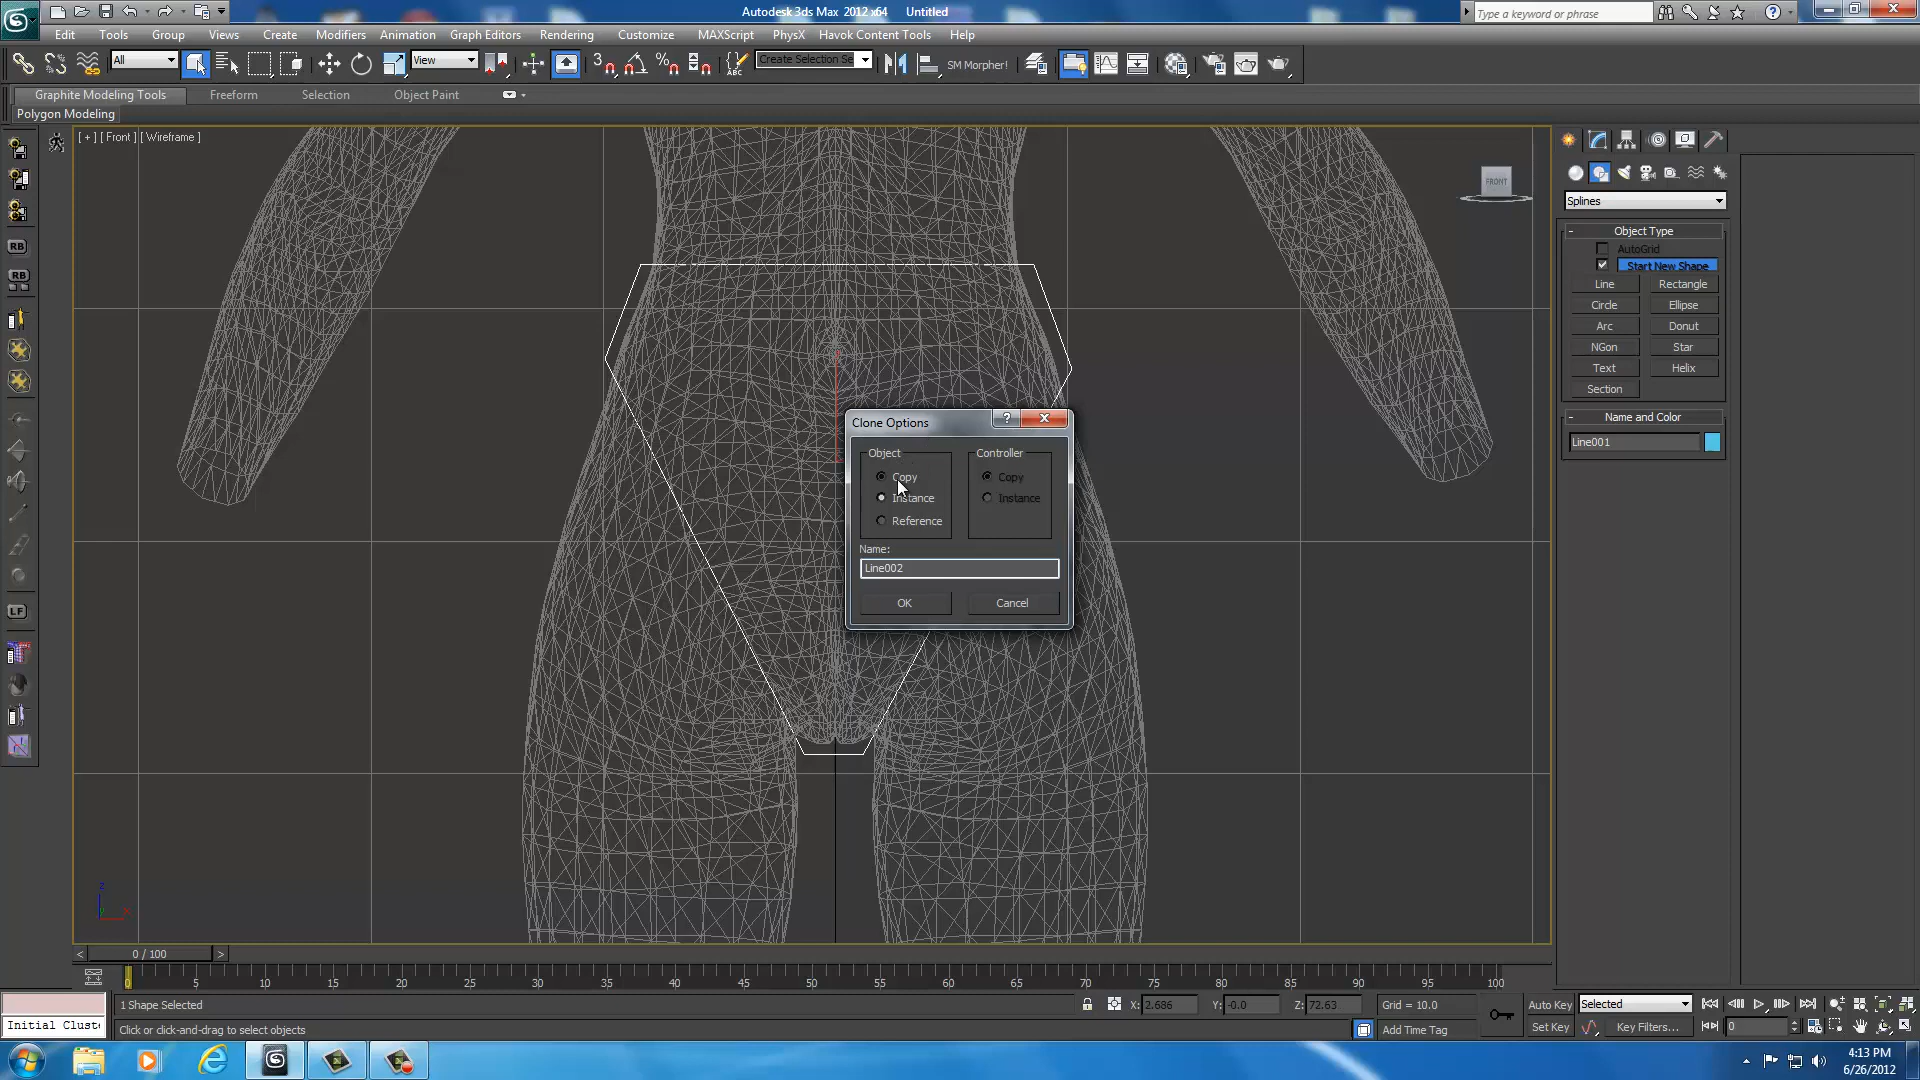 Autodesk 3ds Max 2012 x64 Untitled
Type a keyword or phrase
Edit Tools Group Views Create Modifiers Animation Graph Editors Rendering Customize MAXScript PhysX Havok Content Tools Help
All
View
3
ABC
Create Selection Se
SM Morpher!
Graphite Modeling Tools Freeform Selection Object Paint
Polygon Modeling
[ + ] [ Front ] [ Wireframe ]
FRONT
RB
RB
LF
Splines
- Object Type
AutoGrid
Start New Shape
Line Rectangle
Circle Ellipse
Arc Donut
NGon Star
Text Helix
Section
- Name and Color
Line001
Clone Options
?
Object
Copy
Instance
Reference
Controller
Copy
Instance
Name:
Line002
OK Cancel
z
x
< 0 / 100 >
0 5 10 15 20 25 30 35 40 45 50 55 60 65 70 75 80 85 90 95 100
1 Shape Selected
X: 2.686 Y: -0.0 Z: 72.63 Grid = 10.0
Auto Key Selected
Initial Cluste
Click or click-and-drag to select objects
Add Time Tag
Set Key Key Filters... 0
4:13 PM
6/26/2012